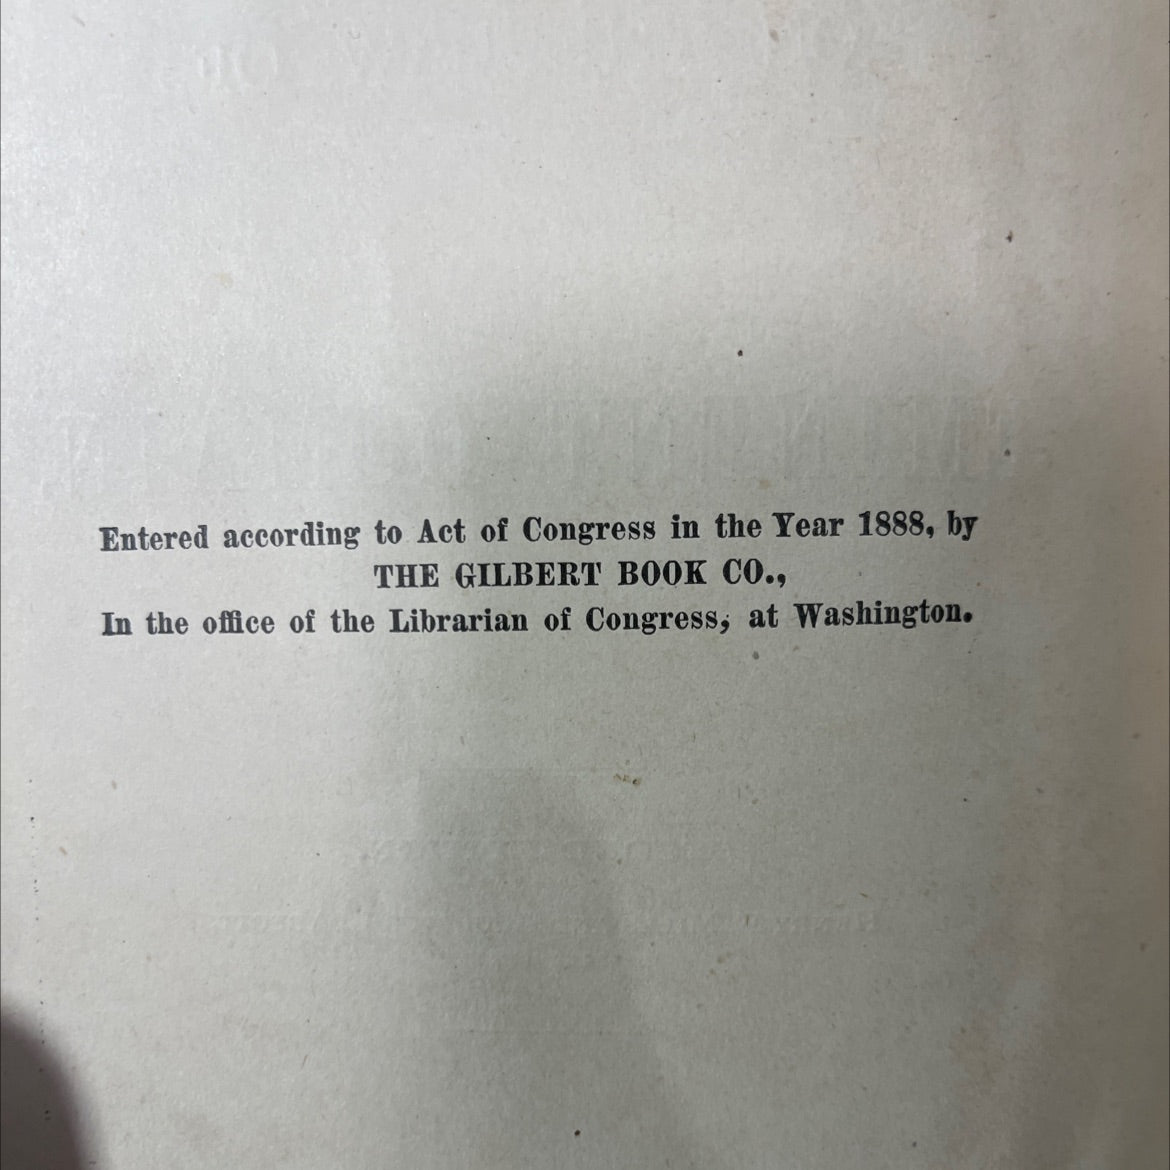 Entered according to Act of Congress in the Year 1888, by
THE GILBERT BOOK CO.,
In the office of the Librarian of Congress, at Washington.